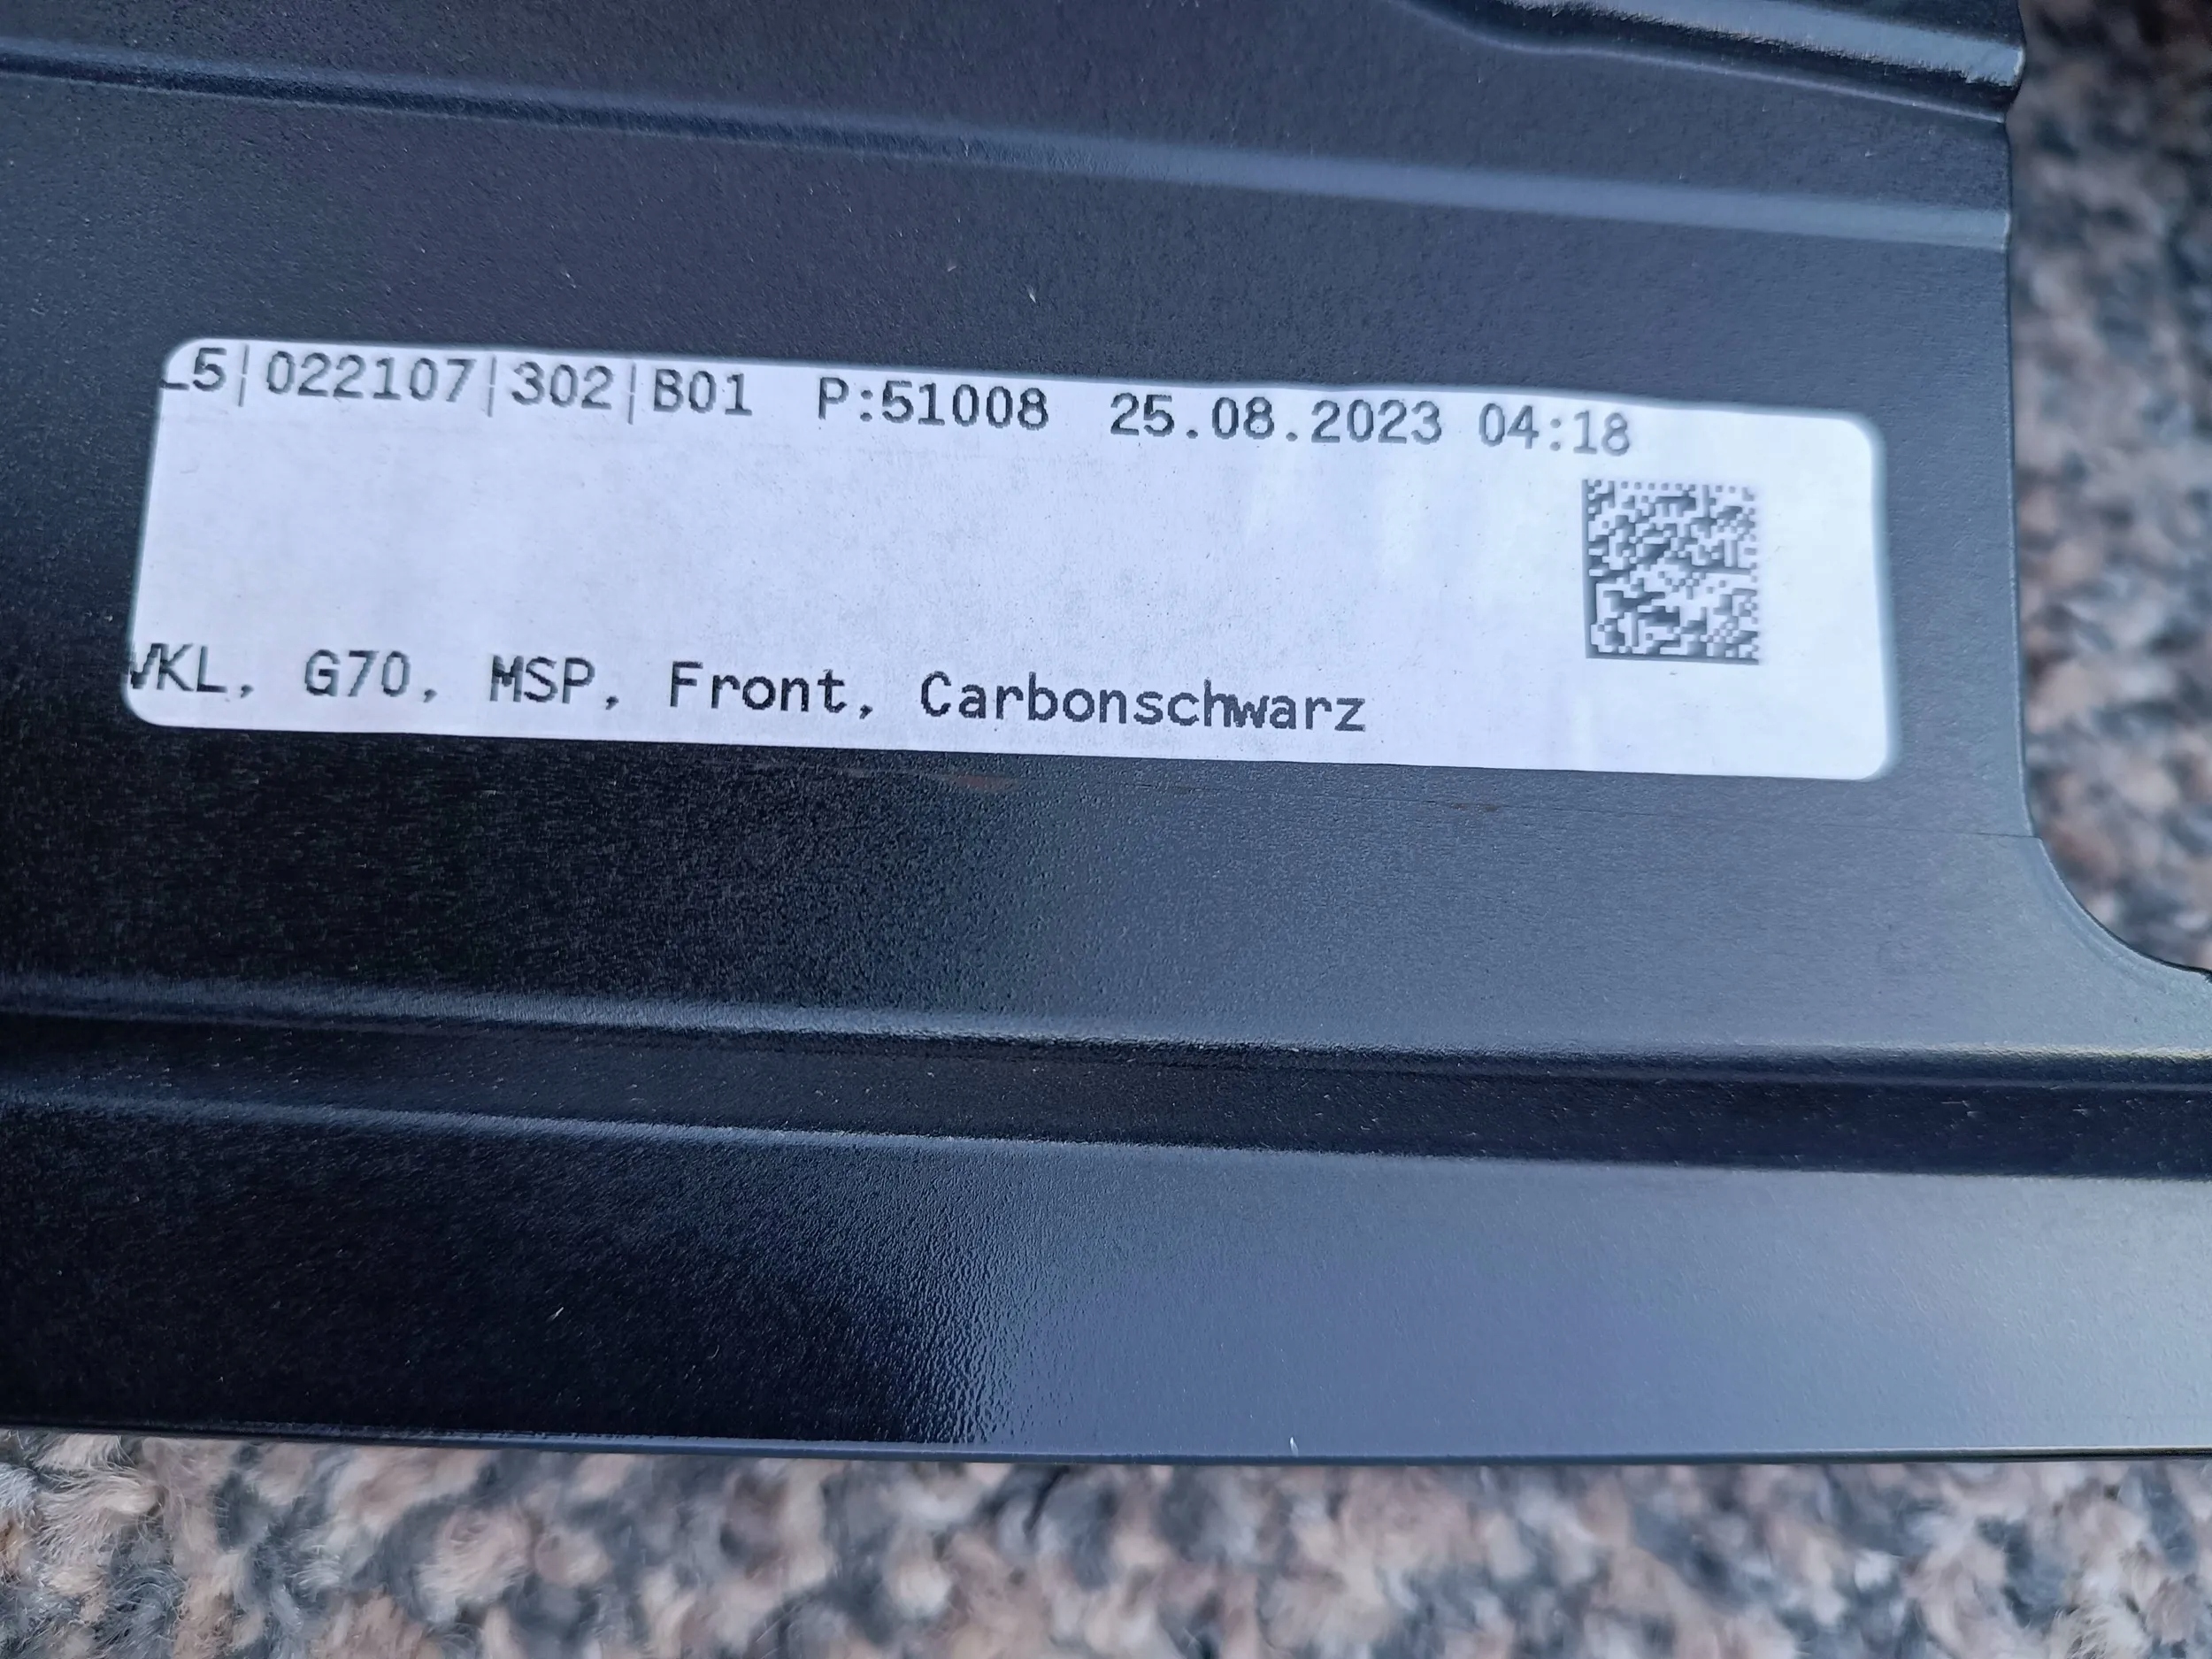 L5|022107|302|B01 P:51008 25.08.2023 04:18
VKL, G70, MSP, Front, Carbonschwarz